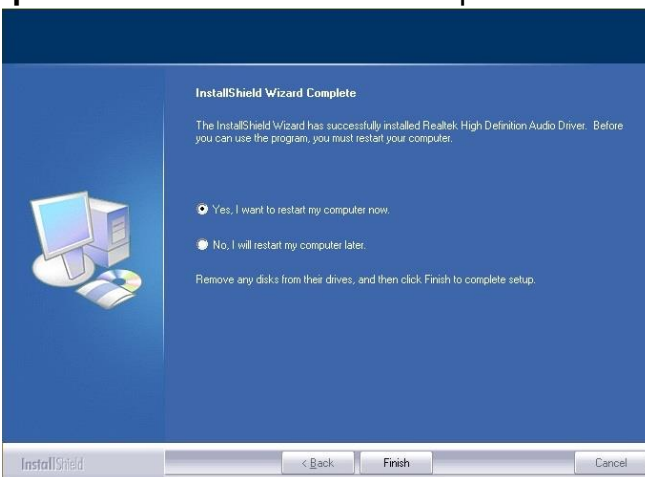 InstallShield Wizard Complete
The InstallShield Wizard has successfully installed Realtek High Definition Audio Driver. Before
you can use the program, you must restart your computer.
Yes, I want to restart my computer now.
No, I will restart my computer later.
Remove any disks from their drives, and then click Finish to complete setup.
InstallShield
< Back
Finish
Cancel